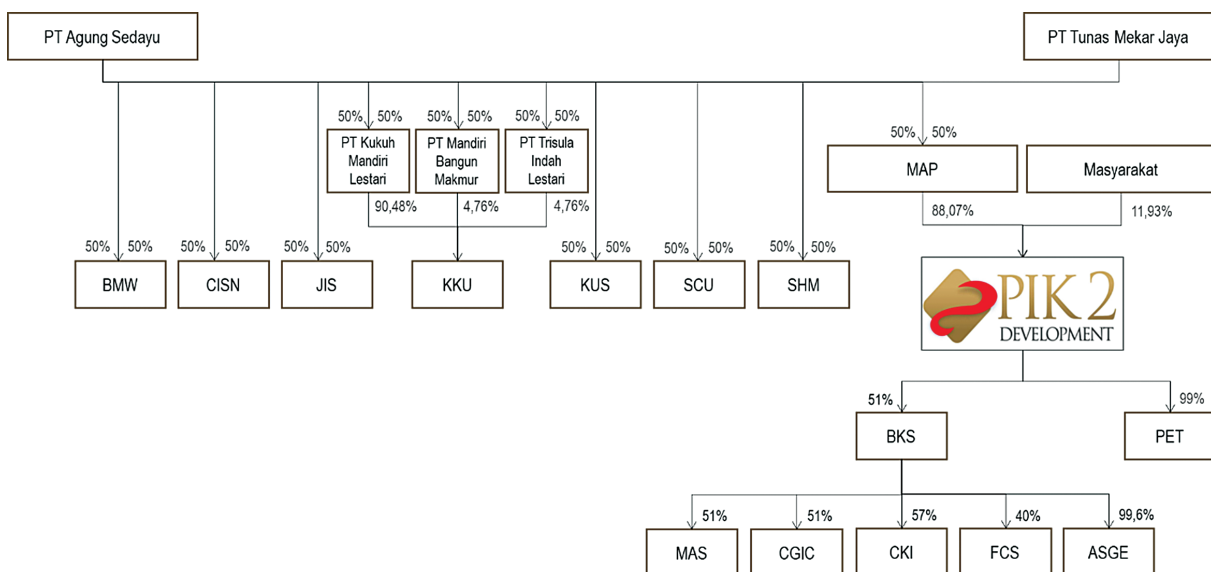 PT Agung Sedayu
PT Tunas Mekar Jaya
50% 50%
50% 50%
50% 50%
50% 50%
PT Kukuh
Mandiri
Lestari
PT Mandiri
Bangun
Makmur
PT Trisula
Indah
Lestari
MAP
Masyarakat
90,48%
4,76%
4,76%
88,07%
11,93%
50% 50%
50% 50%
50% 50%
50% 50%
50% 50%
50% 50%
BMW
CISN
JIS
KKU
KUS
SCU
SHM
PIK 2
DEVELOPMENT
51%
99%
BKS
PET
51%
51%
57%
40%
99,6%
MAS
CGIC
CKI
FCS
ASGE